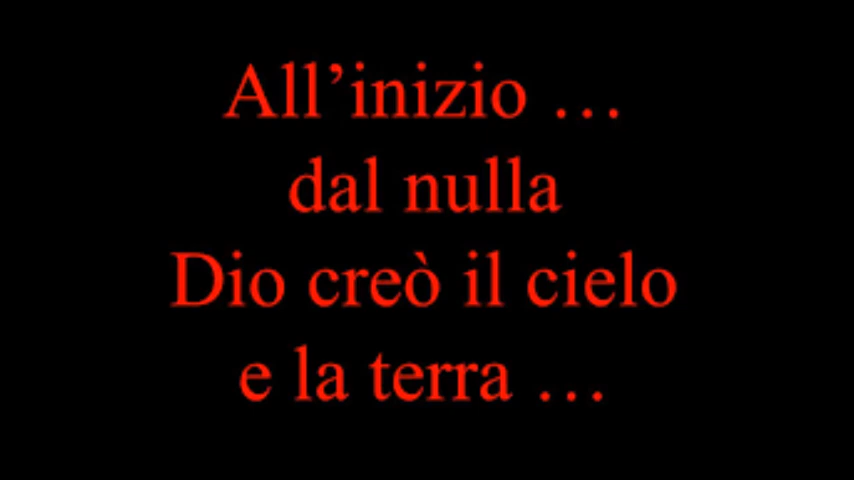 All’inizio …
dal nulla
Dio creò il cielo
e la terra …